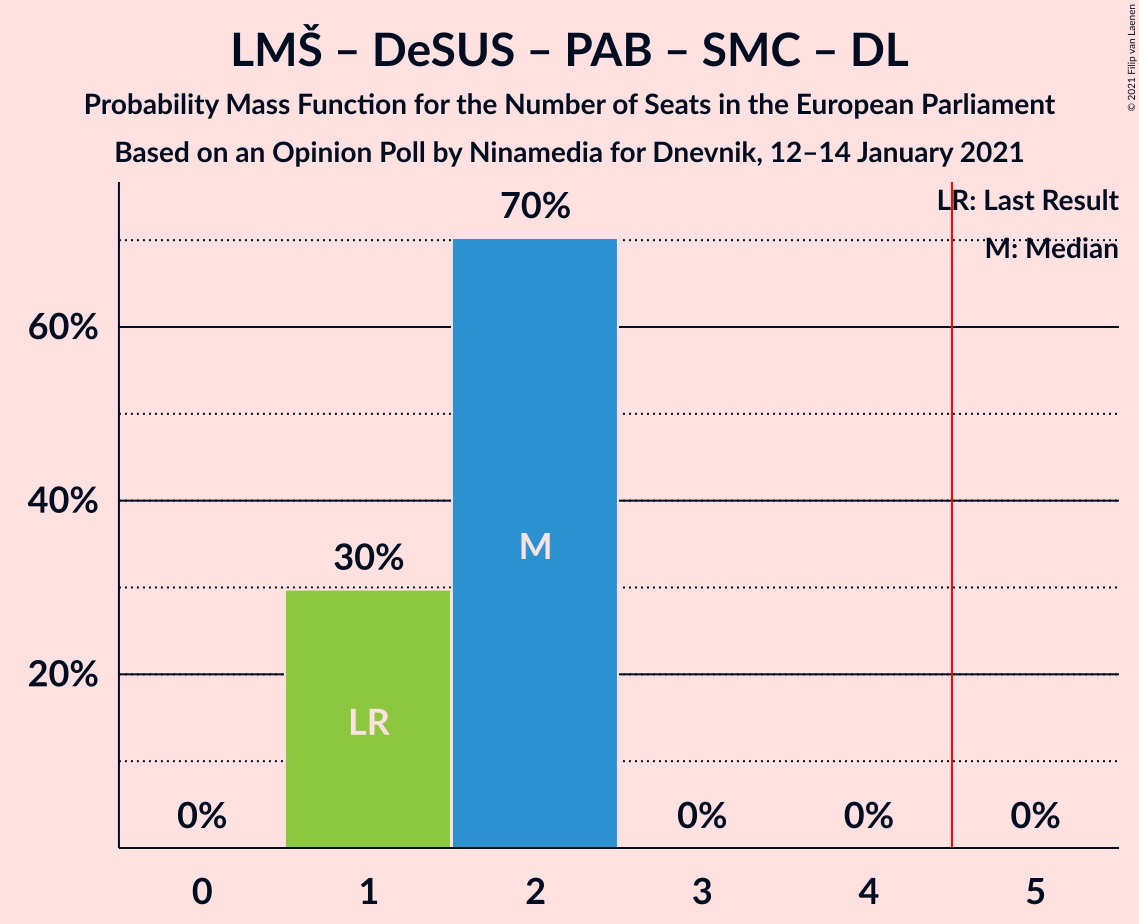 LMŠ – DeSUS – PAB – SMC – DL
Probability Mass Function for the Number of Seats in the European Parliament
Based on an Opinion Poll by Ninamedia for Dnevnik, 12–14 January 2021
© 2021 Filip van Laenen
LR: Last Result
M: Median
70%
60%
40%
30%
20%
M
LR
0%
0%
0%
0%
0
1
2
3
4
5